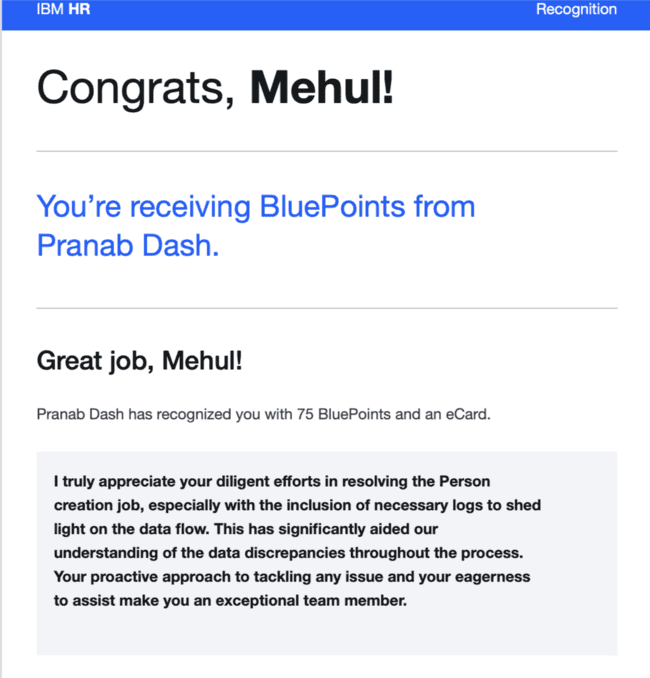 IBM HR
Recognition
Congrats, Mehul!
You’re receiving BluePoints from
Pranab Dash.
Great job, Mehul!
Pranab Dash has recognized you with 75 BluePoints and an eCard.
I truly appreciate your diligent efforts in resolving the Person
creation job, especially with the inclusion of necessary logs to shed
light on the data flow. This has significantly aided our
understanding of the data discrepancies throughout the process.
Your proactive approach to tackling any issue and your eagerness
to assist make you an exceptional team member.